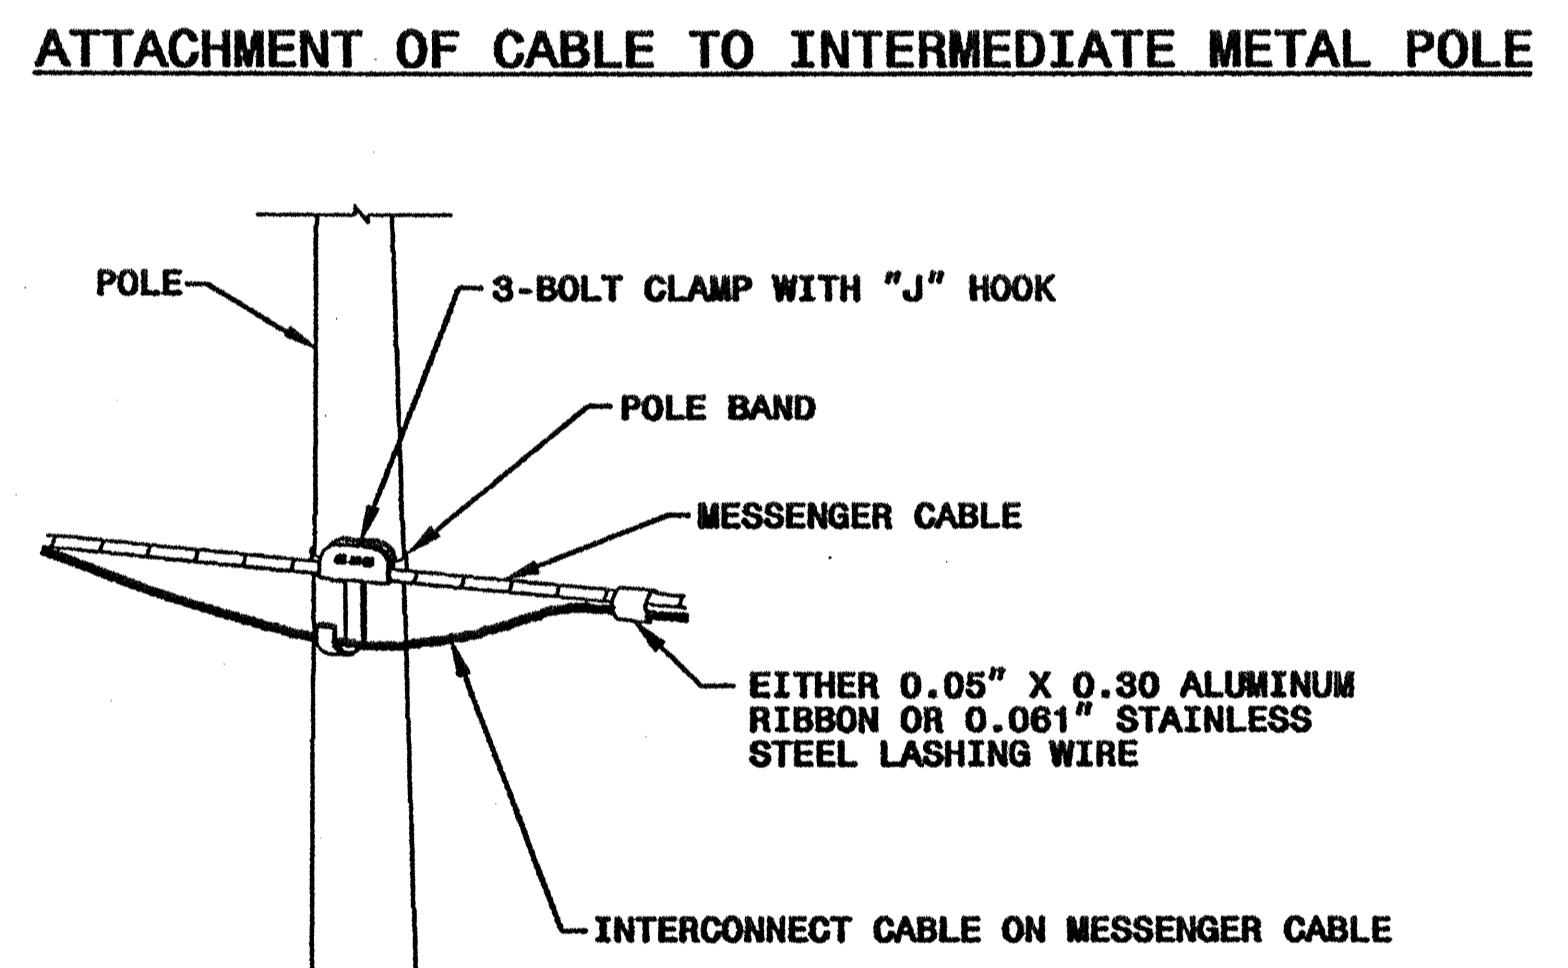 ATTACHMENT OF CABLE TO INTERMEDIATE METAL POLE
POLE
3-BOLT CLAMP WITH "J" HOOK
POLE BAND
MESSENGER CABLE
EITHER 0.05" X 0.30 ALUMINUM
RIBBON OR 0.061" STAINLESS
STEEL LASHING WIRE
INTERCONNECT CABLE ON MESSENGER CABLE